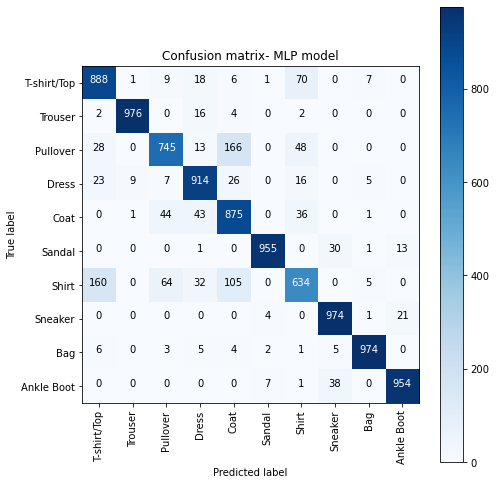 Confusion matrix- MLP model
T-shirt/Top 888 1 9 18 6 1 70 0 7 0
Trouser 2 976 0 16 4 0 2 0 0 0
Pullover 28 0 745 13 166 0 48 0 0 0
Dress 23 9 7 914 26 0 16 0 5 0
Coat 0 1 44 43 875 0 36 0 1 0
Sandal 0 0 0 1 0 955 0 30 1 13
Shirt 160 0 64 32 105 0 634 0 5 0
Sneaker 0 0 0 0 0 4 0 974 1 21
Bag 6 0 3 5 4 2 1 5 974 0
Ankle Boot 0 0 0 0 0 7 1 38 0 954
True label
T-shirt/Top Trouser Pullover Dress Coat Sandal Shirt Sneaker Bag Ankle Boot
Predicted label
800
600
400
200
0